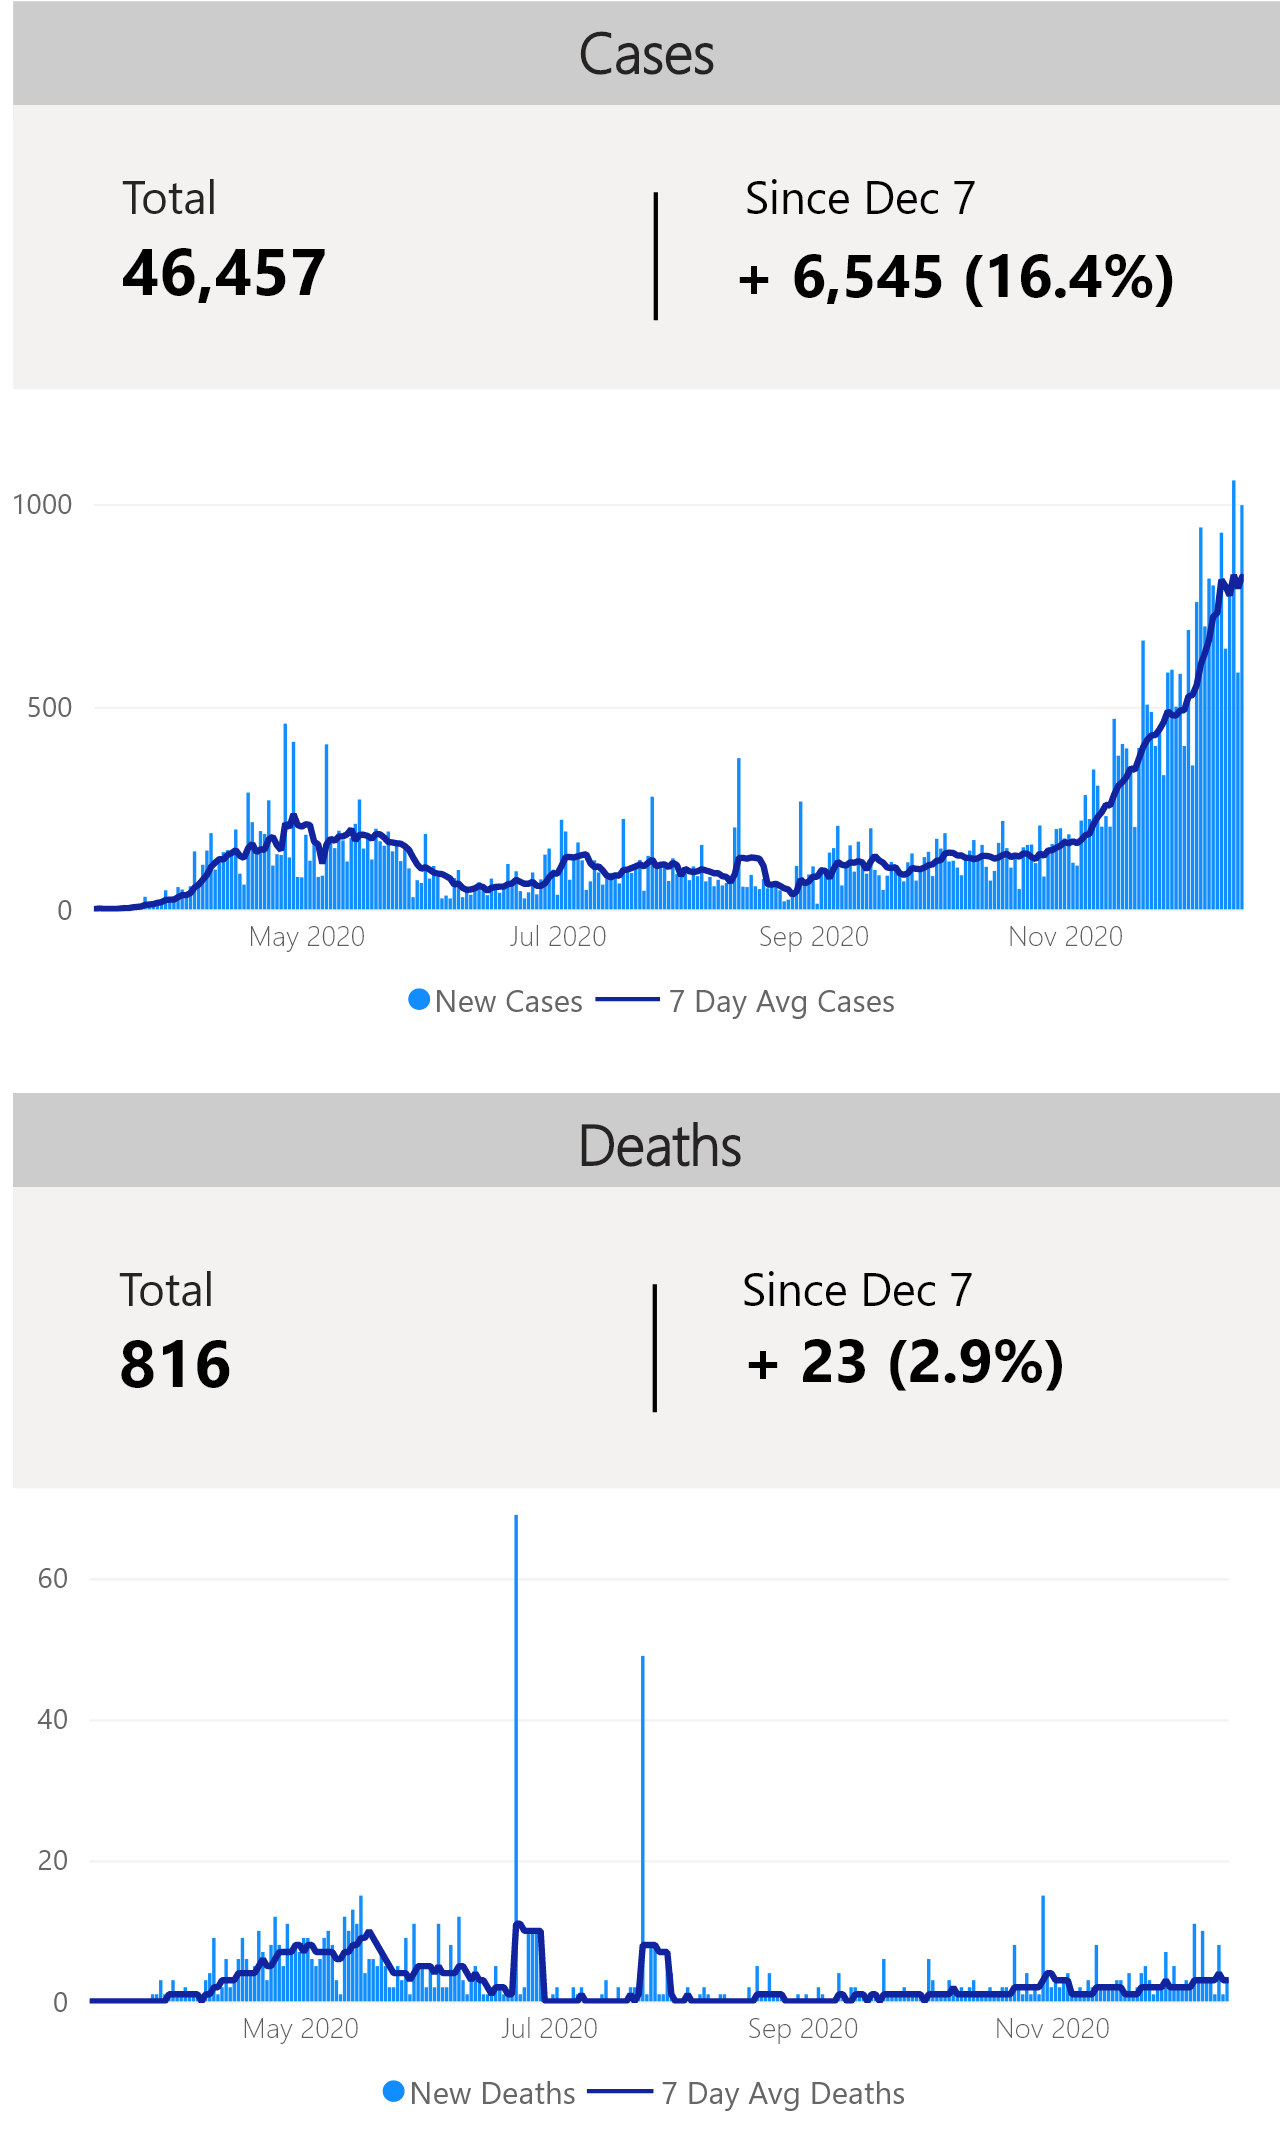 Cases
Total
Since Dec 7
46,457
+ 6,545 (16.4%)
1000
500
0
May 2020
Jul 2020
Sep 2020
Nov 2020
New Cases
7 Day Avg Cases
Deaths
Total
Since Dec 7
816
+ 23 (2.9%)
60
40
20
0
May 2020
Jul 2020
Sep 2020
Nov 2020
New Deaths
7 Day Avg Deaths